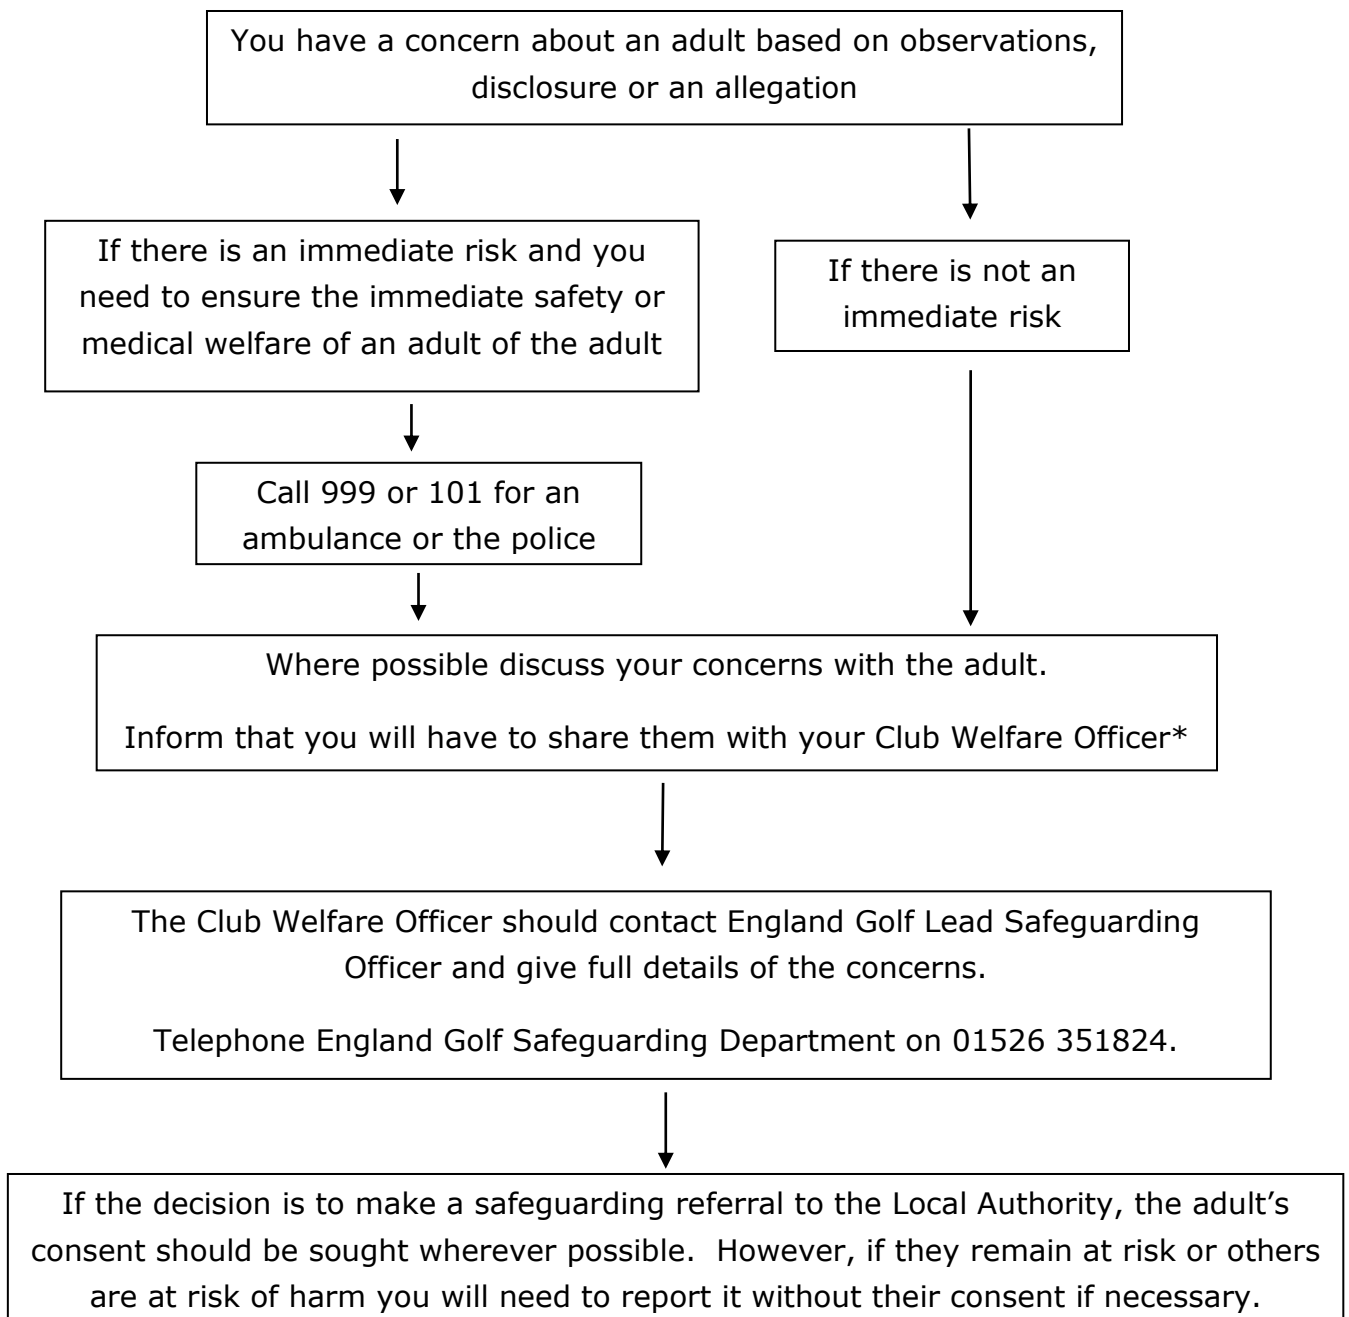 You have a concern about an adult based on observations,
disclosure or an allegation
If there is an immediate risk and you
need to ensure the immediate safety or
medical welfare of an adult of the adult
If there is not an
immediate risk
Call 999 or 101 for an
ambulance or the police
Where possible discuss your concerns with the adult.
Inform that you will have to share them with your Club Welfare Officer*
The Club Welfare Officer should contact England Golf Lead Safeguarding
Officer and give full details of the concerns.
Telephone England Golf Safeguarding Department on 01526 351824.
If the decision is to make a safeguarding referral to the Local Authority, the adult’s
consent should be sought wherever possible.  However, if they remain at risk or others
are at risk of harm you will need to report it without their consent if necessary.